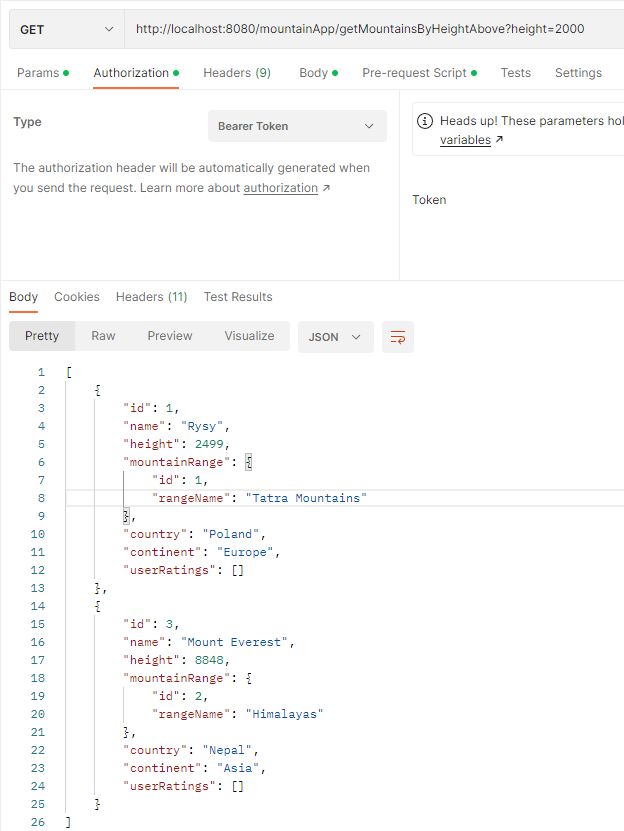 GET http://localhost:8080/mountainApp/getMountainsByHeightAbove?height=2000
Params Authorization Headers (9) Body Pre-request Script Tests Settings
Type Bearer Token
The authorization header will be automatically generated when
you send the request. Learn more about authorization ↗
Heads up! These parameters hol
variables ↗
Token
Body Cookies Headers (11) Test Results
Pretty Raw Preview Visualize JSON
1 [
2 {
3 "id": 1,
4 "name": "Rysy",
5 "height": 2499,
6 "mountainRange": {
7 "id": 1,
8 "rangeName": "Tatra Mountains"
9 },
10 "country": "Poland",
11 "continent": "Europe",
12 "userRatings": []
13 },
14 {
15 "id": 3,
16 "name": "Mount Everest",
17 "height": 8848,
18 "mountainRange": {
19 "id": 2,
20 "rangeName": "Himalayas"
21 },
22 "country": "Nepal",
23 "continent": "Asia",
24 "userRatings": []
25 }
26 ]